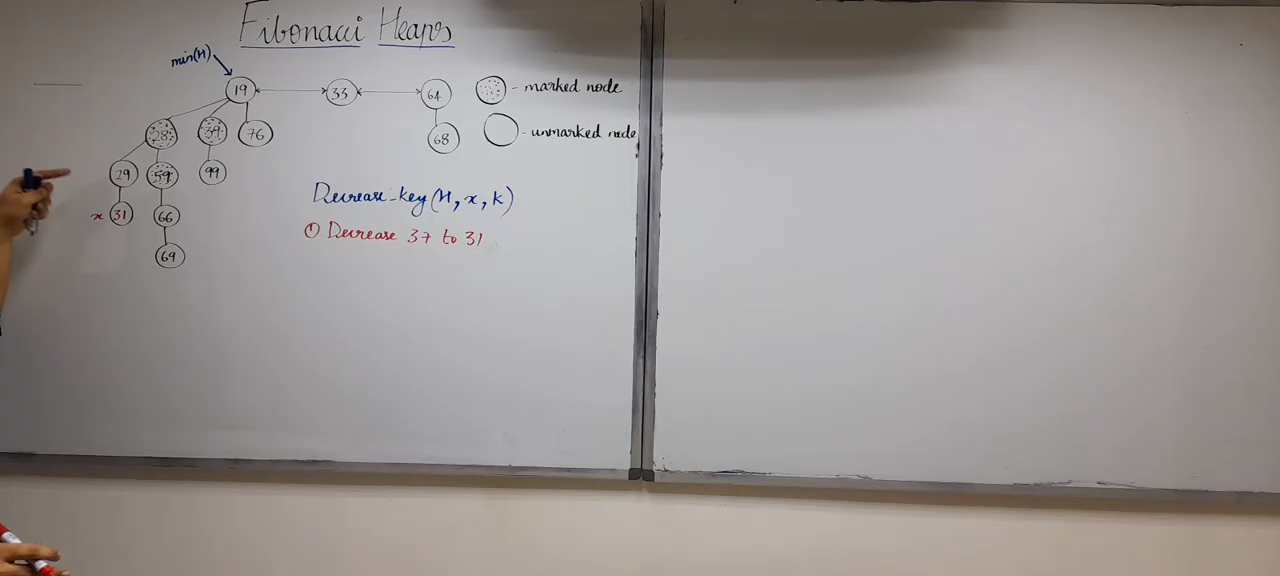 Fibonacci Heaps
min(H)
19 33 64
- marked node
28 39 76 68
- unmarked node
29 59 99
x 31 66
69
Decrease-key (H, x, k)
① Decrease 37 to 31